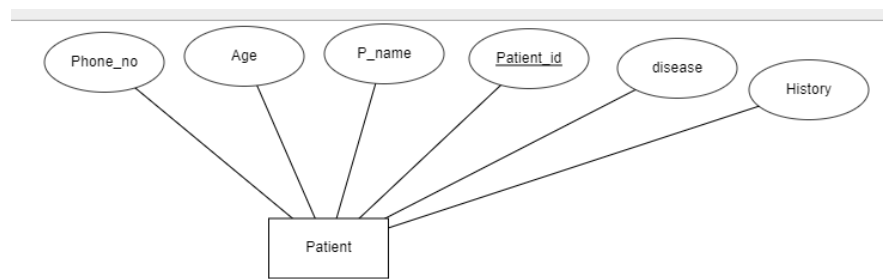 Phone_no
Age
P_name
Patient_id
disease
History
Patient